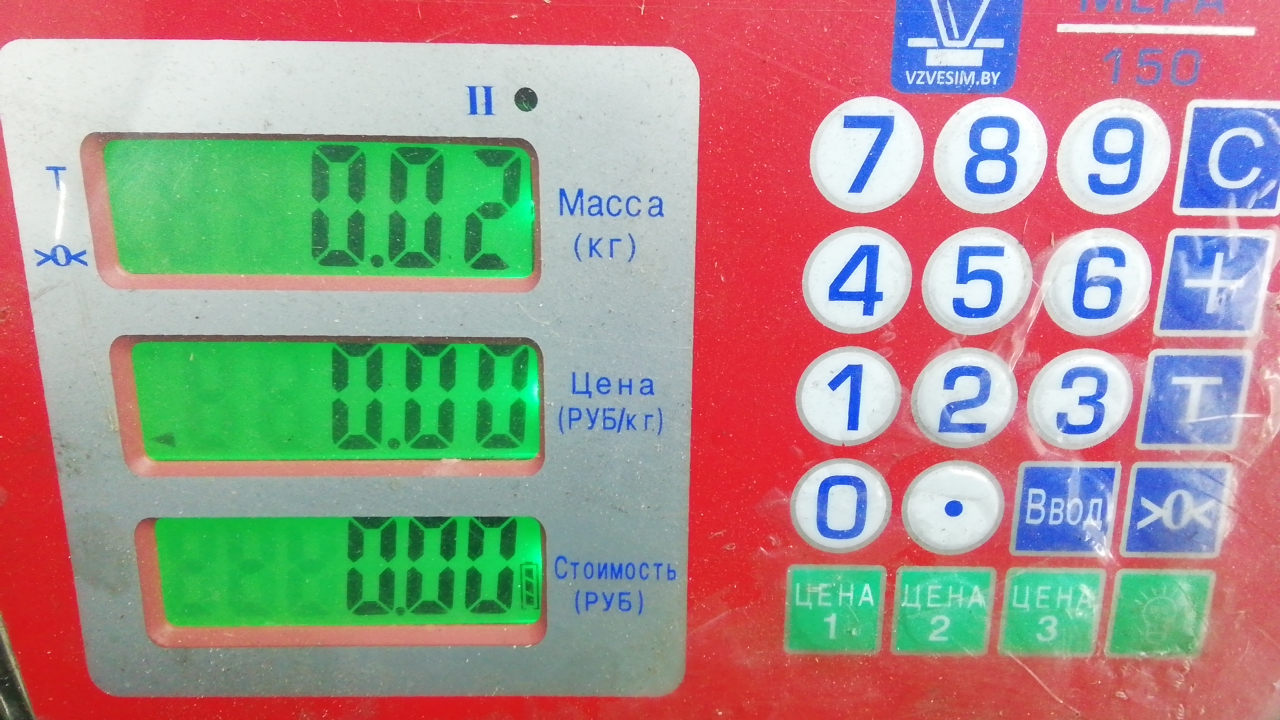 II
T
>0<
0.02
Масса
(кг)
0.00
Цена
(РУБ/кг)
0.00
Стоимость
(РУБ)
VZVESIM.BY
МЕРА
150
7 8 9 C
4 5 6 +
1 2 3 T
0 . Ввод >0<
ЦЕНА 1
ЦЕНА 2
ЦЕНА 3